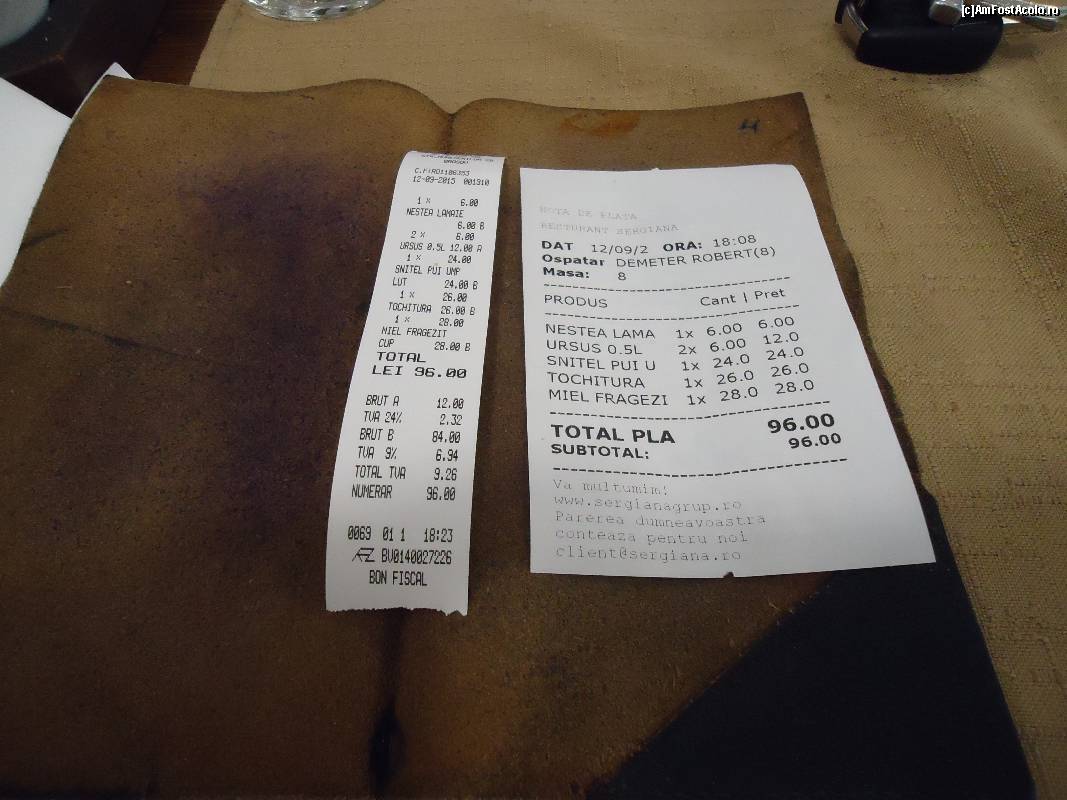 [c]AmFostAcolo.ro
BRASOV
12-09-2015 001910
1 X 6.00
NESTEA LAMAIE
6.00 B
2 X 6.00
URSUS 0.5L 12.00 A
1 X 24.00
SNITEL PUI UMP
LUT 24.00 B
1 X 26.00
TOCHITURA 26.00 B
1 X 28.00
MIEL FRAGEZIT
CUP 28.00 B
TOTAL
LEI 96.00
BRUT A 12.00
TVA 24% 2.32
BRUT B 84.00
TVA 9% 6.94
TOTAL TVA 9.26
NUMERAR 96.00
0069 01 1 18:23
BV0140027226
BON FISCAL
NOTA DE PLATA
RESTURANT SERGIANA
DAT 12/09/2 ORA: 18:08
Ospatar DEMETER ROBERT(8)
Masa: 8
PRODUS Cant | Pret
NESTEA LAMA 1x 6.00 6.00
URSUS 0.5L 2x 6.00 12.0
SNITEL PUI U 1x 24.0 24.0
TOCHITURA 1x 26.0 26.0
MIEL FRAGEZI 1x 28.0 28.0
TOTAL PLA 96.00
SUBTOTAL: 96.00
Va multumim!
www.sergianagrup.ro
Parerea dumneavoastra
conteaza pentru noi
client@sergiana.ro